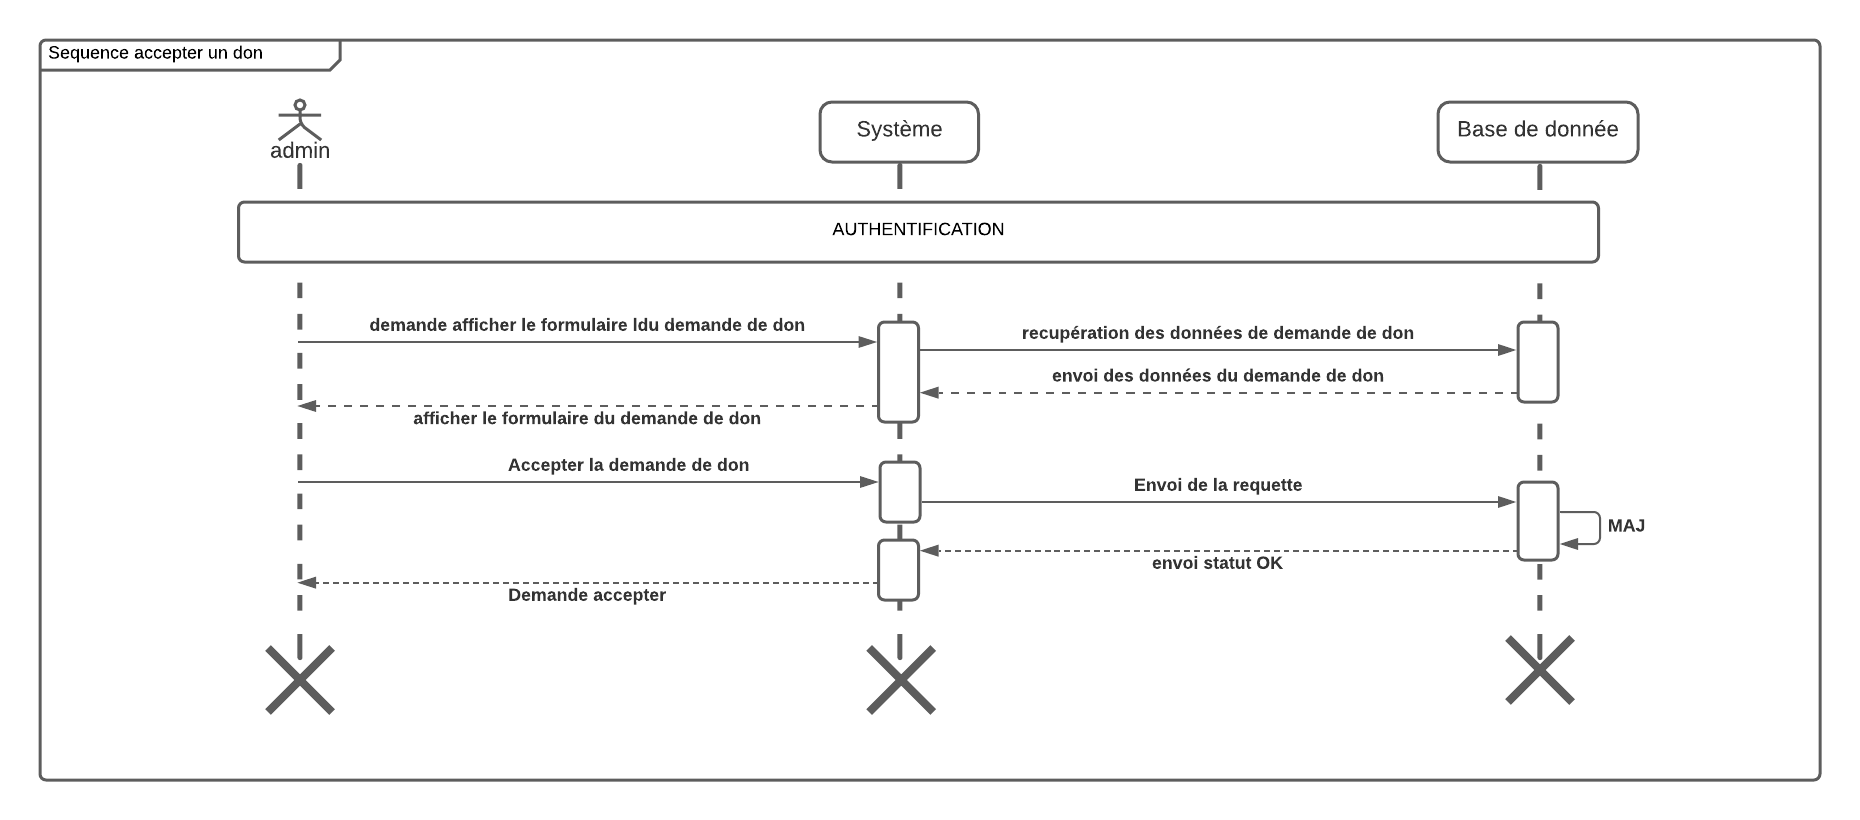 Sequence accepter un don
admin
Système
Base de donnée
AUTHENTIFICATION
demande afficher le formulaire ldu demande de don
recupération des données de demande de don
envoi des données du demande de don
afficher le formulaire du demande de don
Accepter la demande de don
Envoi de la requette
MAJ
envoi statut OK
Demande accepter